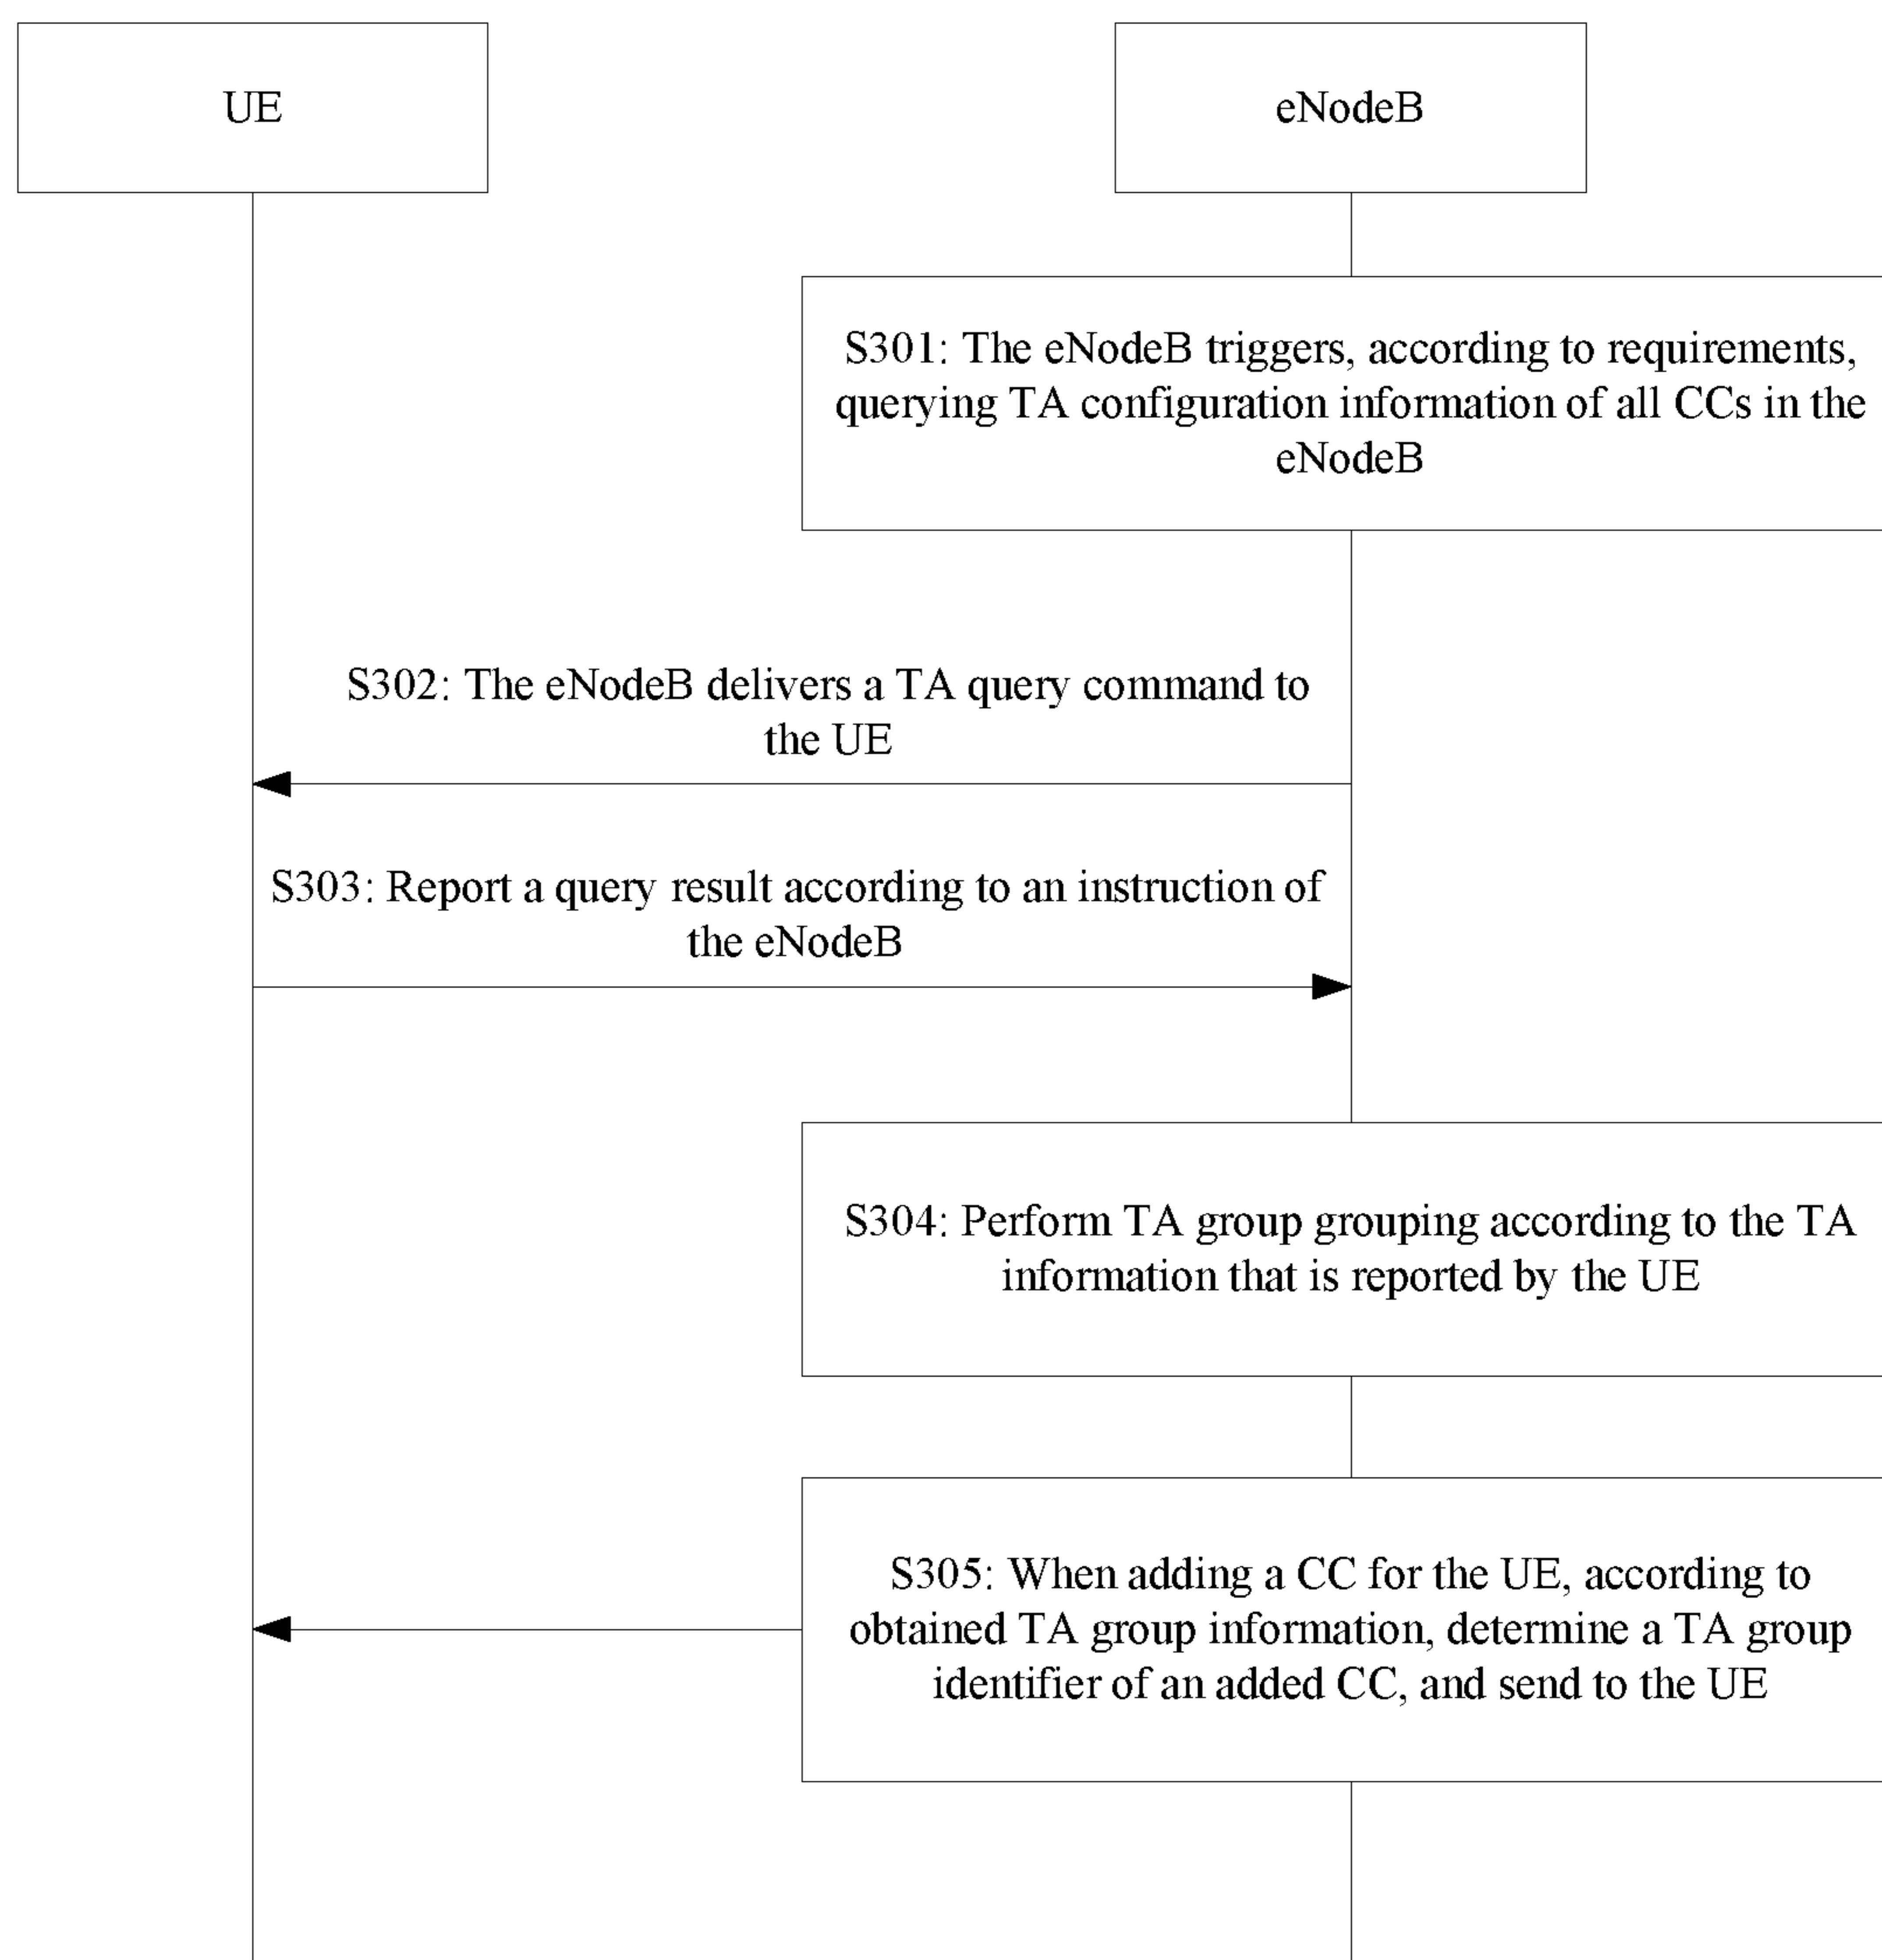 UE
eNodeB
S301: The eNodeB triggers, according to requirements,
querying TA configuration information of all CCs in the
eNodeB
S302: The eNodeB delivers a TA query command to
the UE
S303: Report a query result according to an instruction of
the eNodeB
S304: Perform TA group grouping according to the TA
information that is reported by the UE
S305: When adding a CC for the UE, according to
obtained TA group information, determine a TA group
identifier of an added CC, and send to the UE